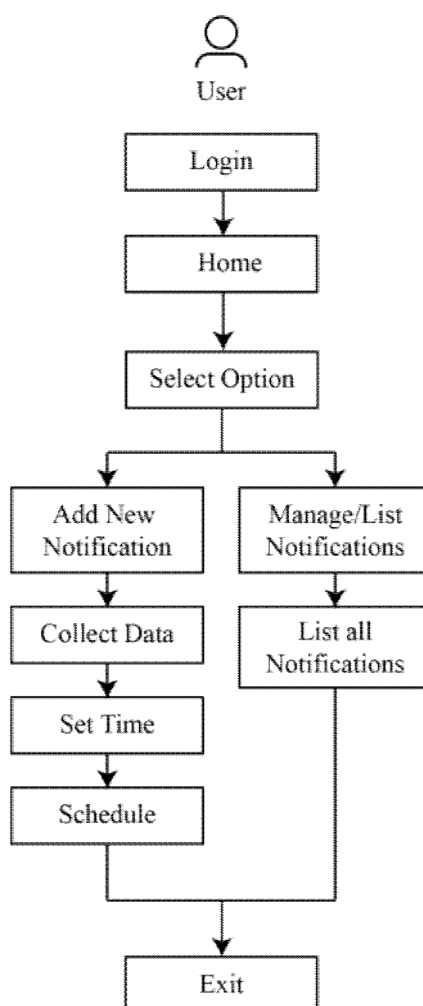 User
Login
Home
Select Option
Add New
Notification
Collect Data
Set Time
Schedule
Manage/List
Notifications
List all
Notifications
Exit